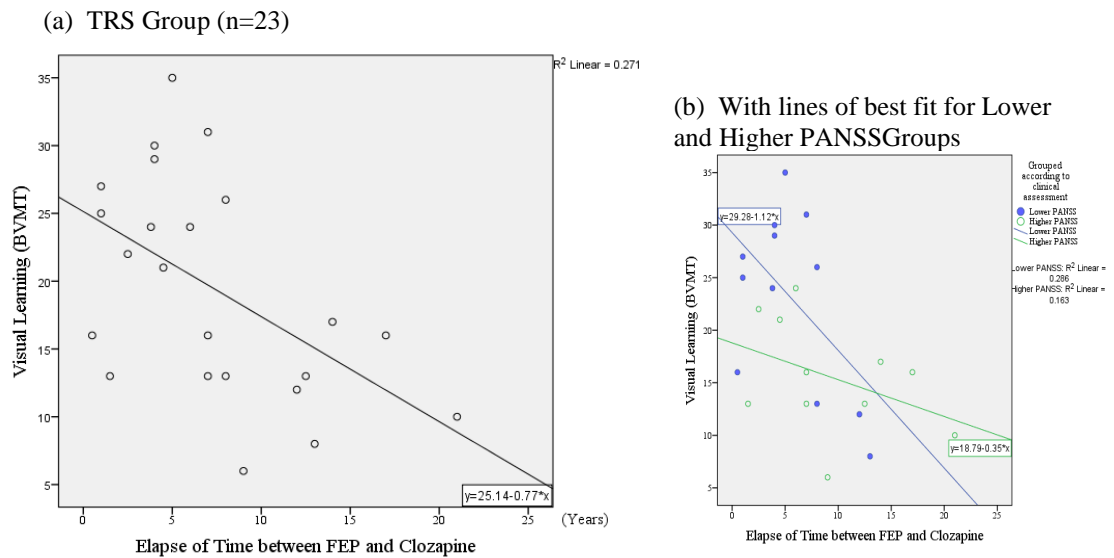 (a) TRS Group (n=23)
R² Linear = 0.271
Visual Learning (BVMT)
35
30
25
20
15
10
5
y=25.14-0.77*x
0 5 10 15 20 25 (Years)
Elapse of Time between FEP and Clozapine
(b) With lines of best fit for Lower
and Higher PANSSGroups
Visual Learning (BVMT)
35
30
25
20
15
10
5
y=29.28-1.12*x
y=18.79-0.35*x
0 5 10 15 20 25
Elapse of Time between FEP and Clozapine
Grouped
according to
clinical
assessment
Lower PANSS
Higher PANSS
Lower PANSS
Higher PANSS
Lower PANSS: R² Linear =
0.286
Higher PANSS: R² Linear =
0.163